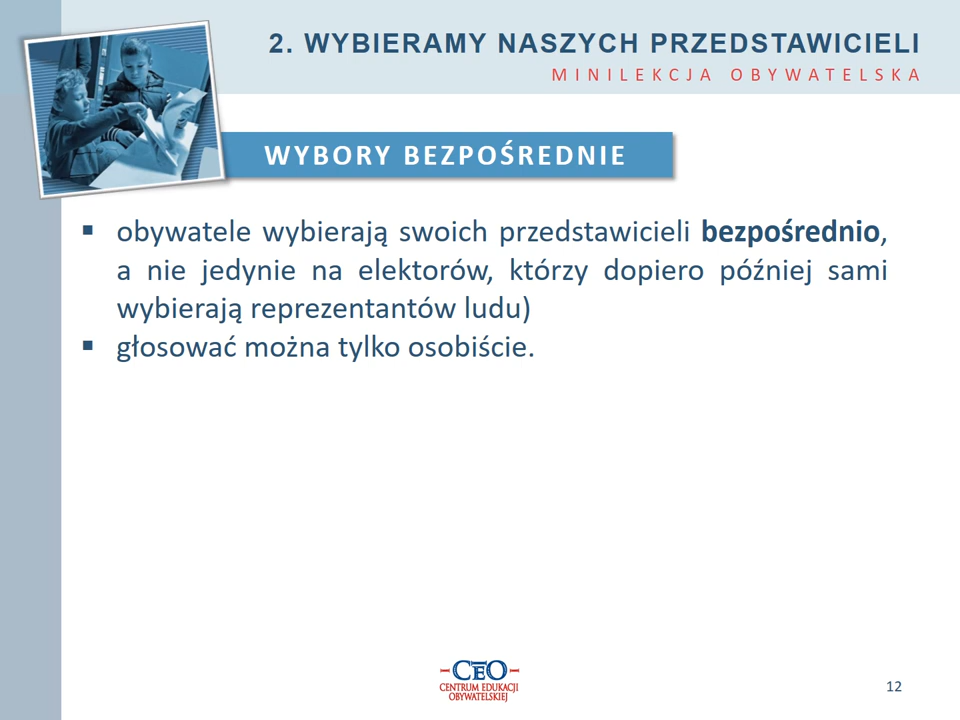 2. WYBIERAMY NASZYCH PRZEDSTAWICIELI
MINILEKCJA OBYWATELSKA
WYBORY BEZPOŚREDNIE
▪ obywatele wybierają swoich przedstawicieli bezpośrednio,
a nie jedynie na elektorów, którzy dopiero później sami
wybierają reprezentantów ludu)
▪ głosować można tylko osobiście.
CEO
CENTRUM EDUKACJI
OBYWATELSKIEJ
12